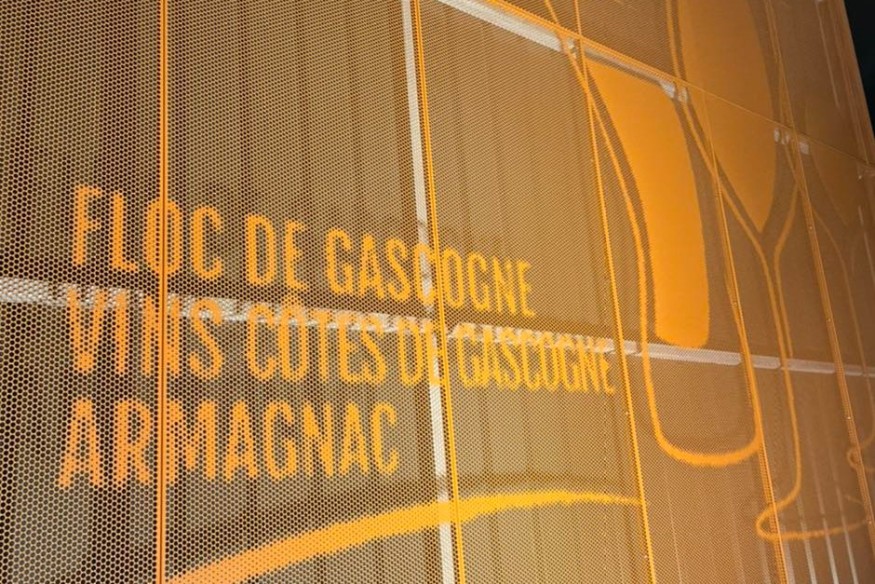 FLOC DE GASCOGNE
VINS CÔTES DE GASCOGNE
ARMAGNAC